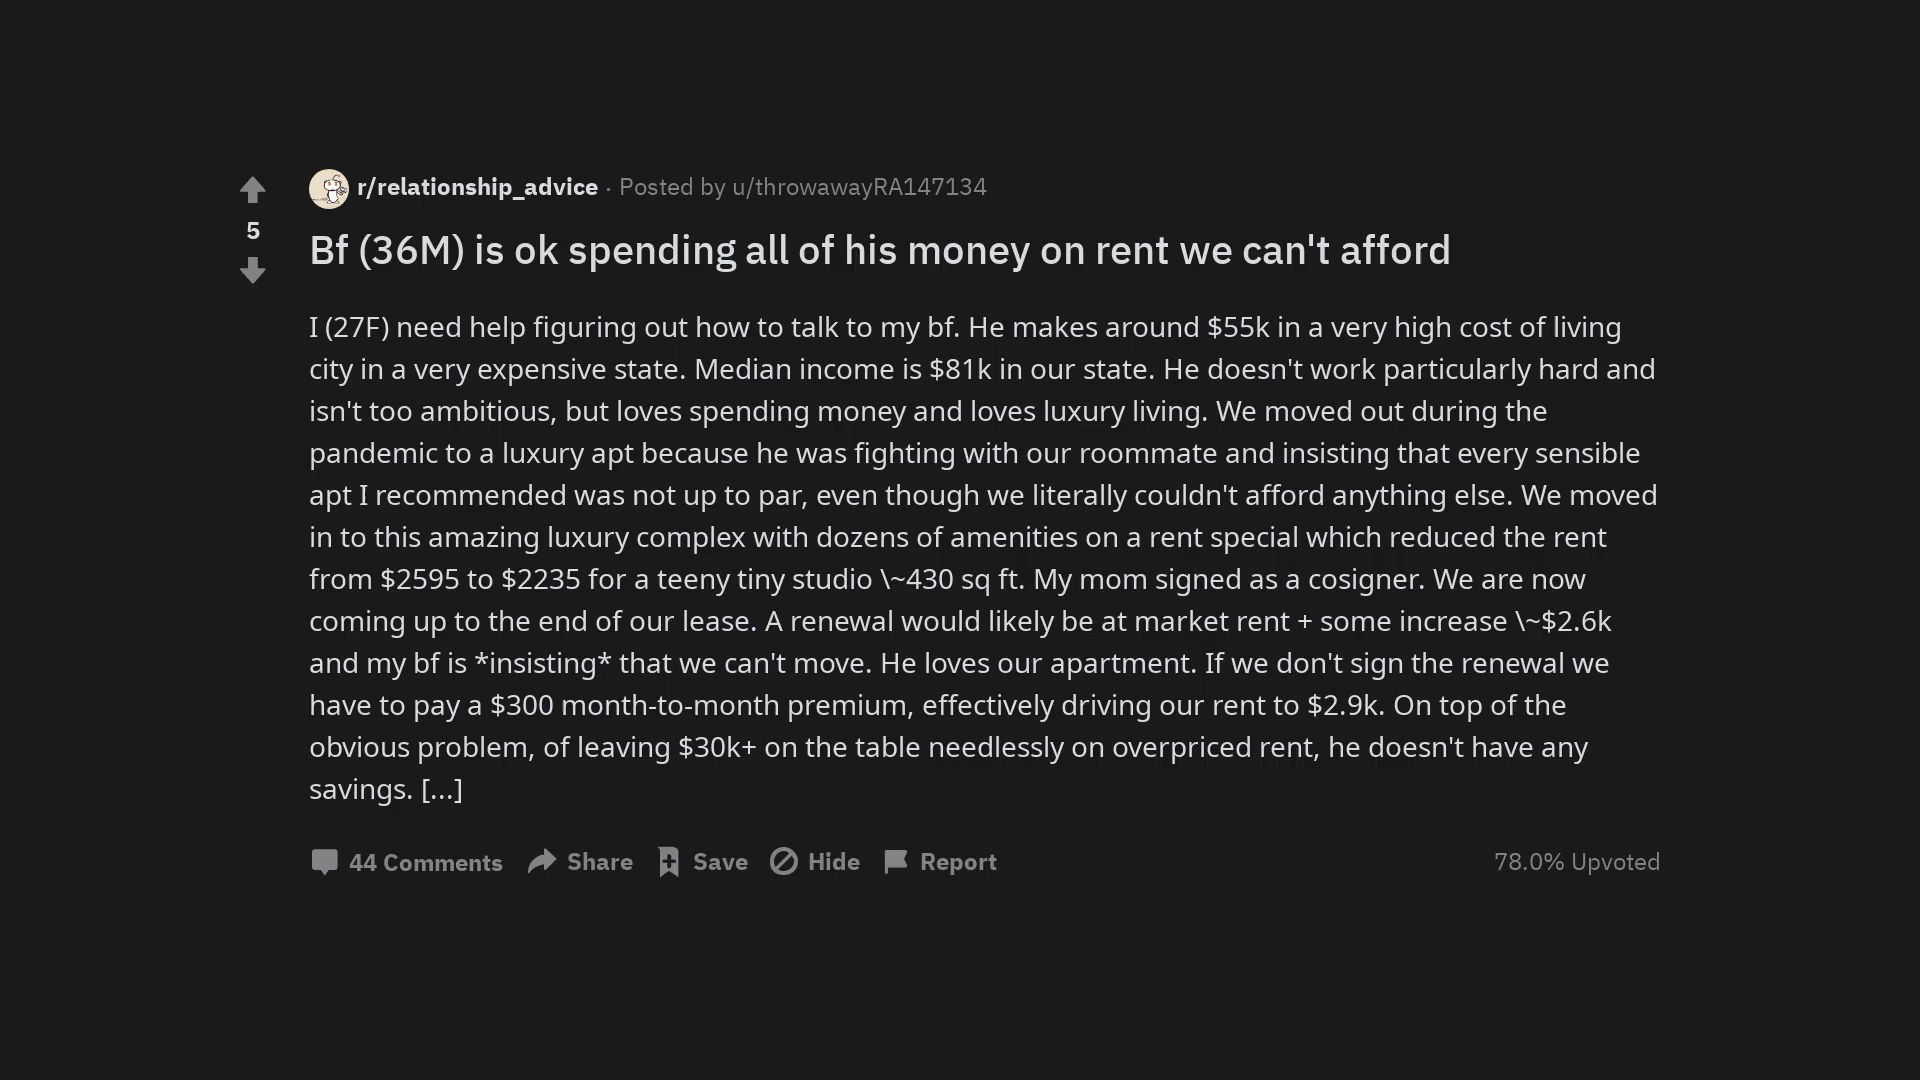 r/relationship_advice · Posted by u/throwawayRA147134
5
Bf (36M) is ok spending all of his money on rent we can't afford
I (27F) need help figuring out how to talk to my bf. He makes around $55k in a very high cost of living
city in a very expensive state. Median income is $81k in our state. He doesn't work particularly hard and
isn't too ambitious, but loves spending money and loves luxury living. We moved out during the
pandemic to a luxury apt because he was fighting with our roommate and insisting that every sensible
apt I recommended was not up to par, even though we literally couldn't afford anything else. We moved
in to this amazing luxury complex with dozens of amenities on a rent special which reduced the rent
from $2595 to $2235 for a teeny tiny studio \~430 sq ft. My mom signed as a cosigner. We are now
coming up to the end of our lease. A renewal would likely be at market rent + some increase \~$2.6k
and my bf is *insisting* that we can't move. He loves our apartment. If we don't sign the renewal we
have to pay a $300 month-to-month premium, effectively driving our rent to $2.9k. On top of the
obvious problem, of leaving $30k+ on the table needlessly on overpriced rent, he doesn't have any
savings. [...]
44 Comments Share Save Hide Report 78.0% Upvoted